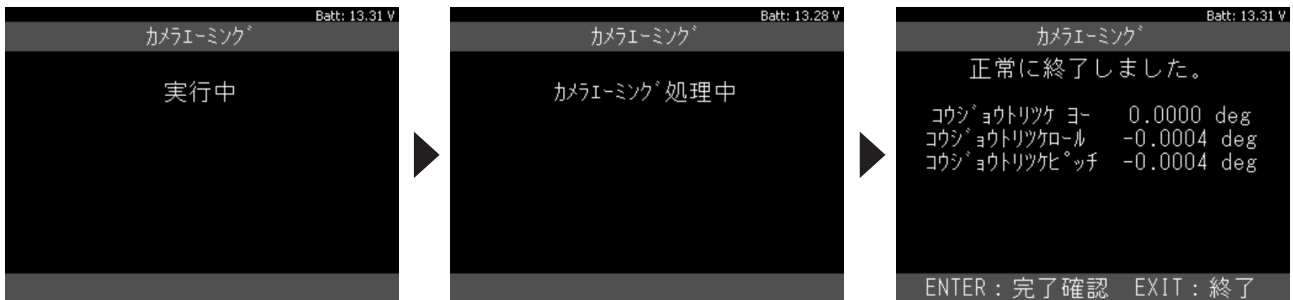 Batt: 13.31 V
ｶﾒﾗｴｰﾐﾝｸﾞ
実行中
Batt: 13.28 V
ｶﾒﾗｴｰﾐﾝｸﾞ
ｶﾒﾗｴｰﾐﾝｸﾞ処理中
Batt: 13.31 V
ｶﾒﾗｴｰﾐﾝｸﾞ
正常に終了しました。
ｺｳｼﾞｮｳﾄﾘﾂｹ ﾖｰ 0.0000 deg
ｺｳｼﾞｮｳﾄﾘﾂｹﾛｰﾙ -0.0004 deg
ｺｳｼﾞｮｳﾄﾘﾂｹﾋﾟｯﾁ -0.0004 deg
ENTER：完了確認 EXIT：終了